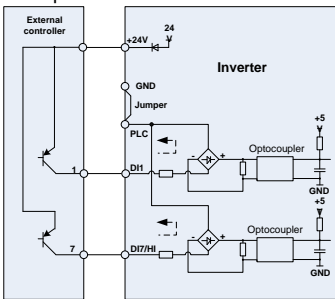 External
controller
24
+24V
Inverter
GND
Jumper
PLC
+5
Optocoupler
- +
1
DI1
GND
+5
Optocoupler
- +
7
DI7/HI
GND